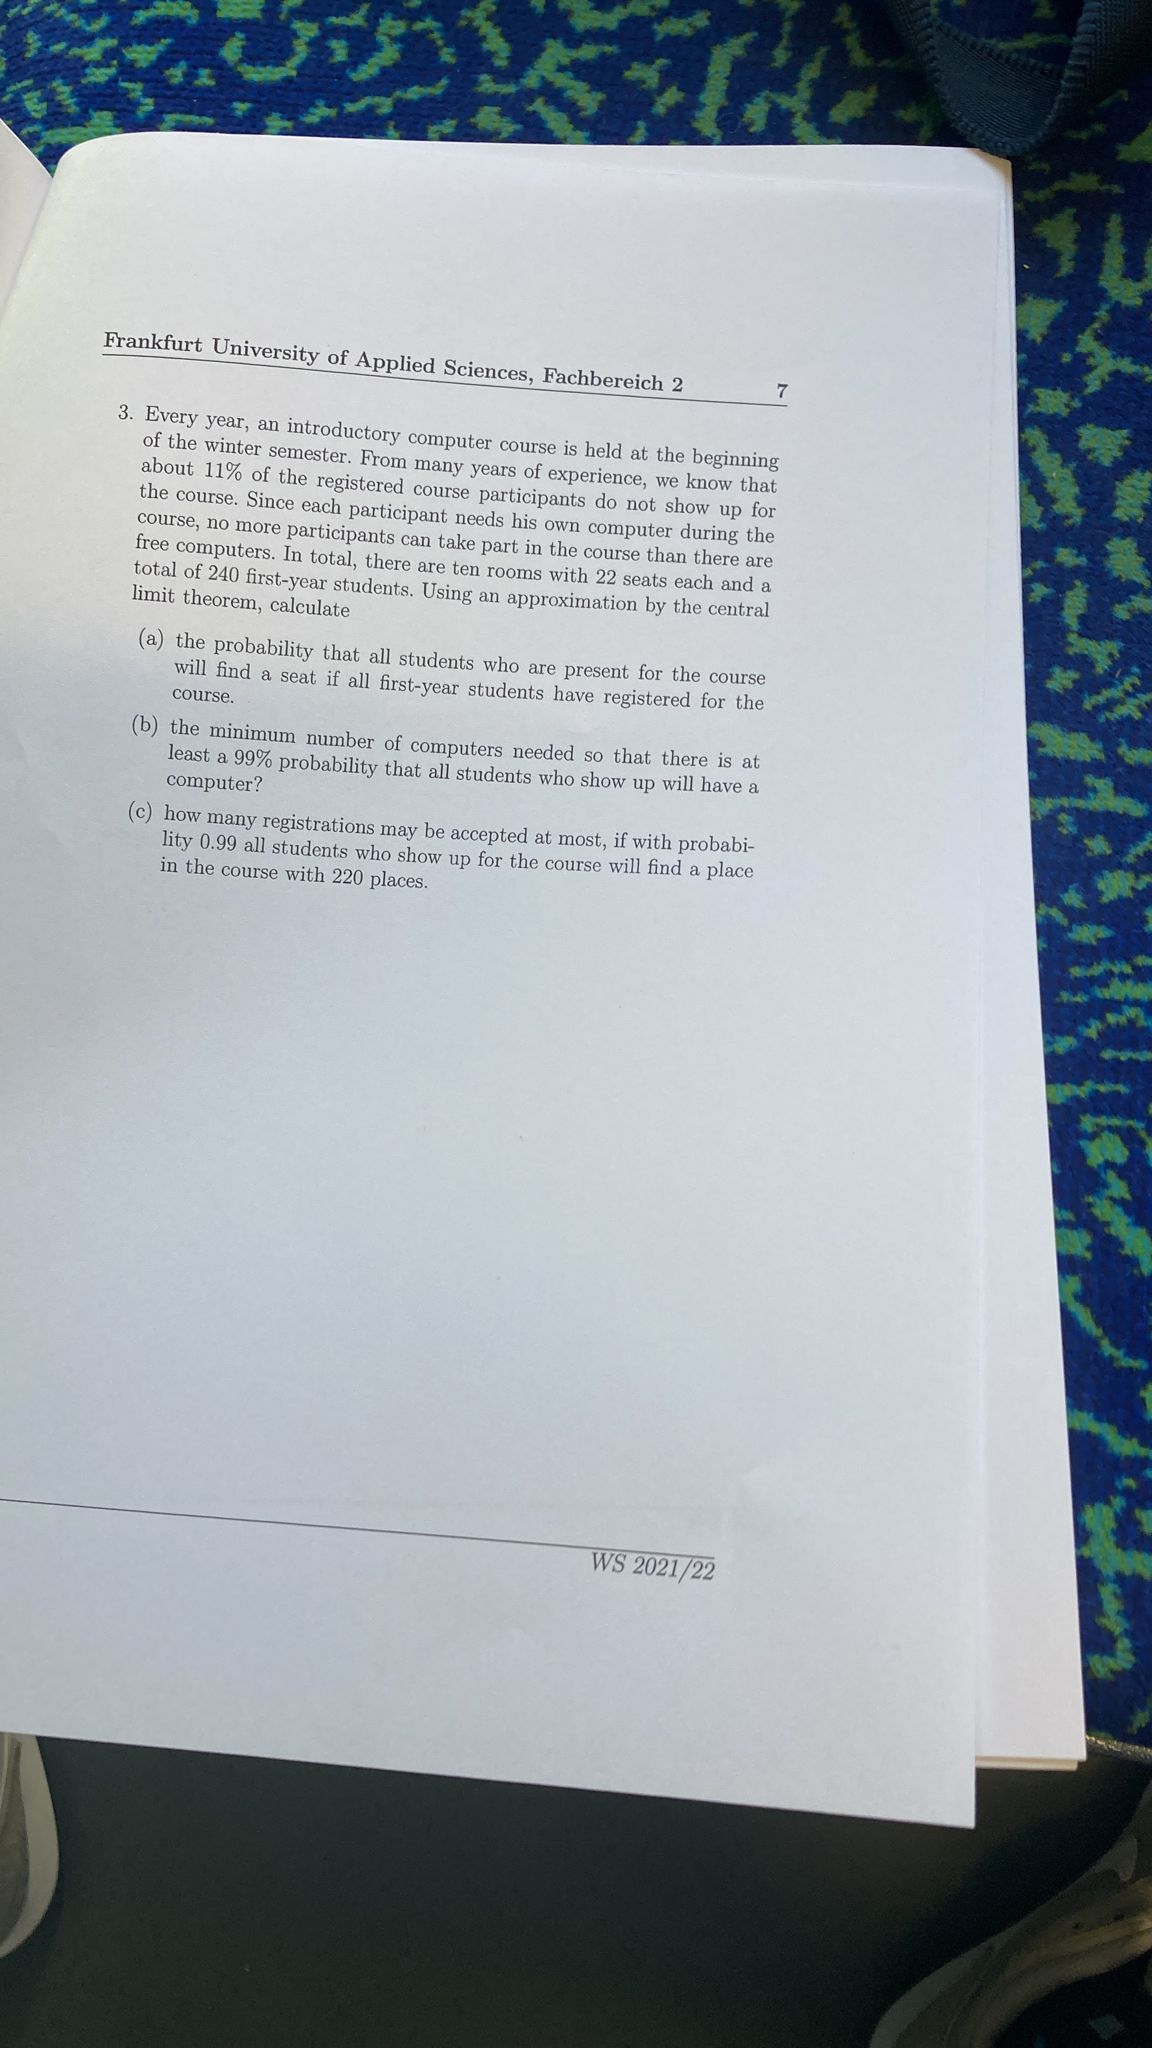 Frankfurt University of Applied Sciences, Fachbereich 2 7
3. Every year, an introductory computer course is held at the beginning
of the winter semester. From many years of experience, we know that
about 11% of the registered course participants do not show up for
the course. Since each participant needs his own computer during the
course, no more participants can take part in the course than there are
free computers. In total, there are ten rooms with 22 seats each and a
total of 240 first-year students. Using an approximation by the central
limit theorem, calculate
(a) the probability that all students who are present for the course
will find a seat if all first-year students have registered for the
course.
(b) the minimum number of computers needed so that there is at
least a 99% probability that all students who show up will have a
computer?
(c) how many registrations may be accepted at most, if with probabi-
lity 0.99 all students who show up for the course will find a place
in the course with 220 places.
WS 2021/22